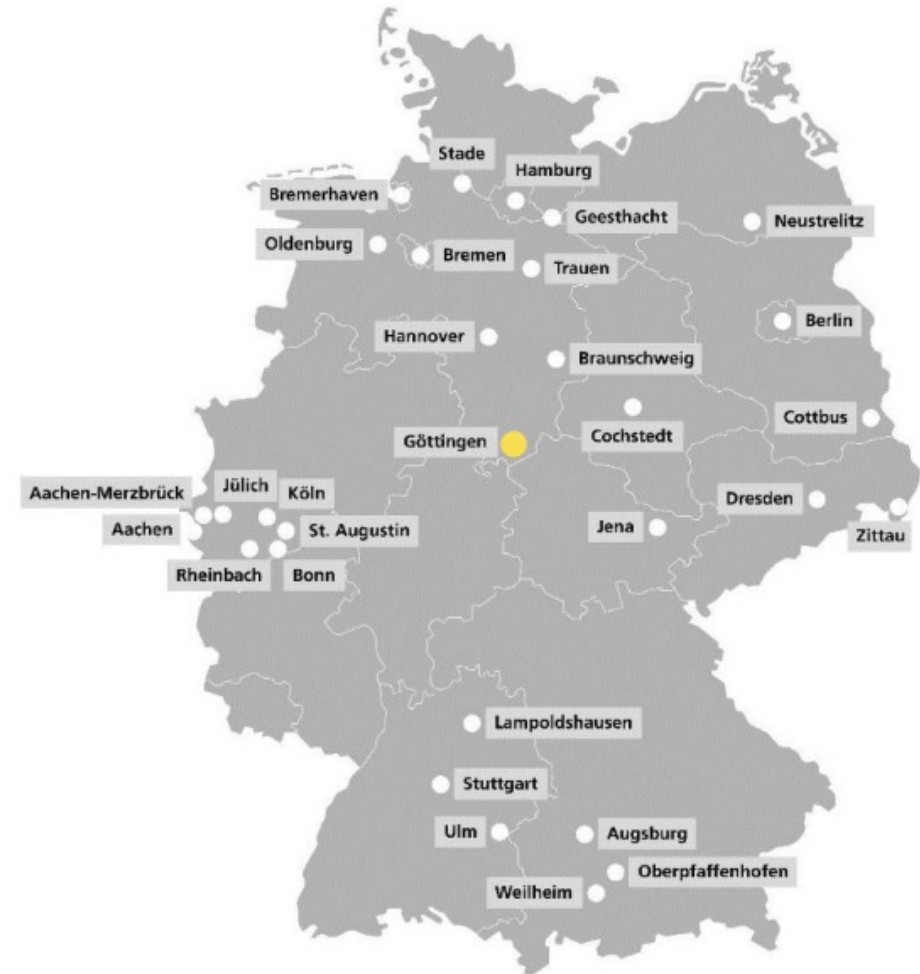 Stade
Hamburg
Bremerhaven
Geesthacht
Neustrelitz
Oldenburg
Bremen
Trauen
Berlin
Hannover
Braunschweig
Cottbus
Göttingen
Cochstedt
Aachen-Merzbrück
Jülich
Köln
Dresden
Aachen
St. Augustin
Jena
Zittau
Rheinbach
Bonn
Lampoldshausen
Stuttgart
Ulm
Augsburg
Oberpfaffenhofen
Weilheim